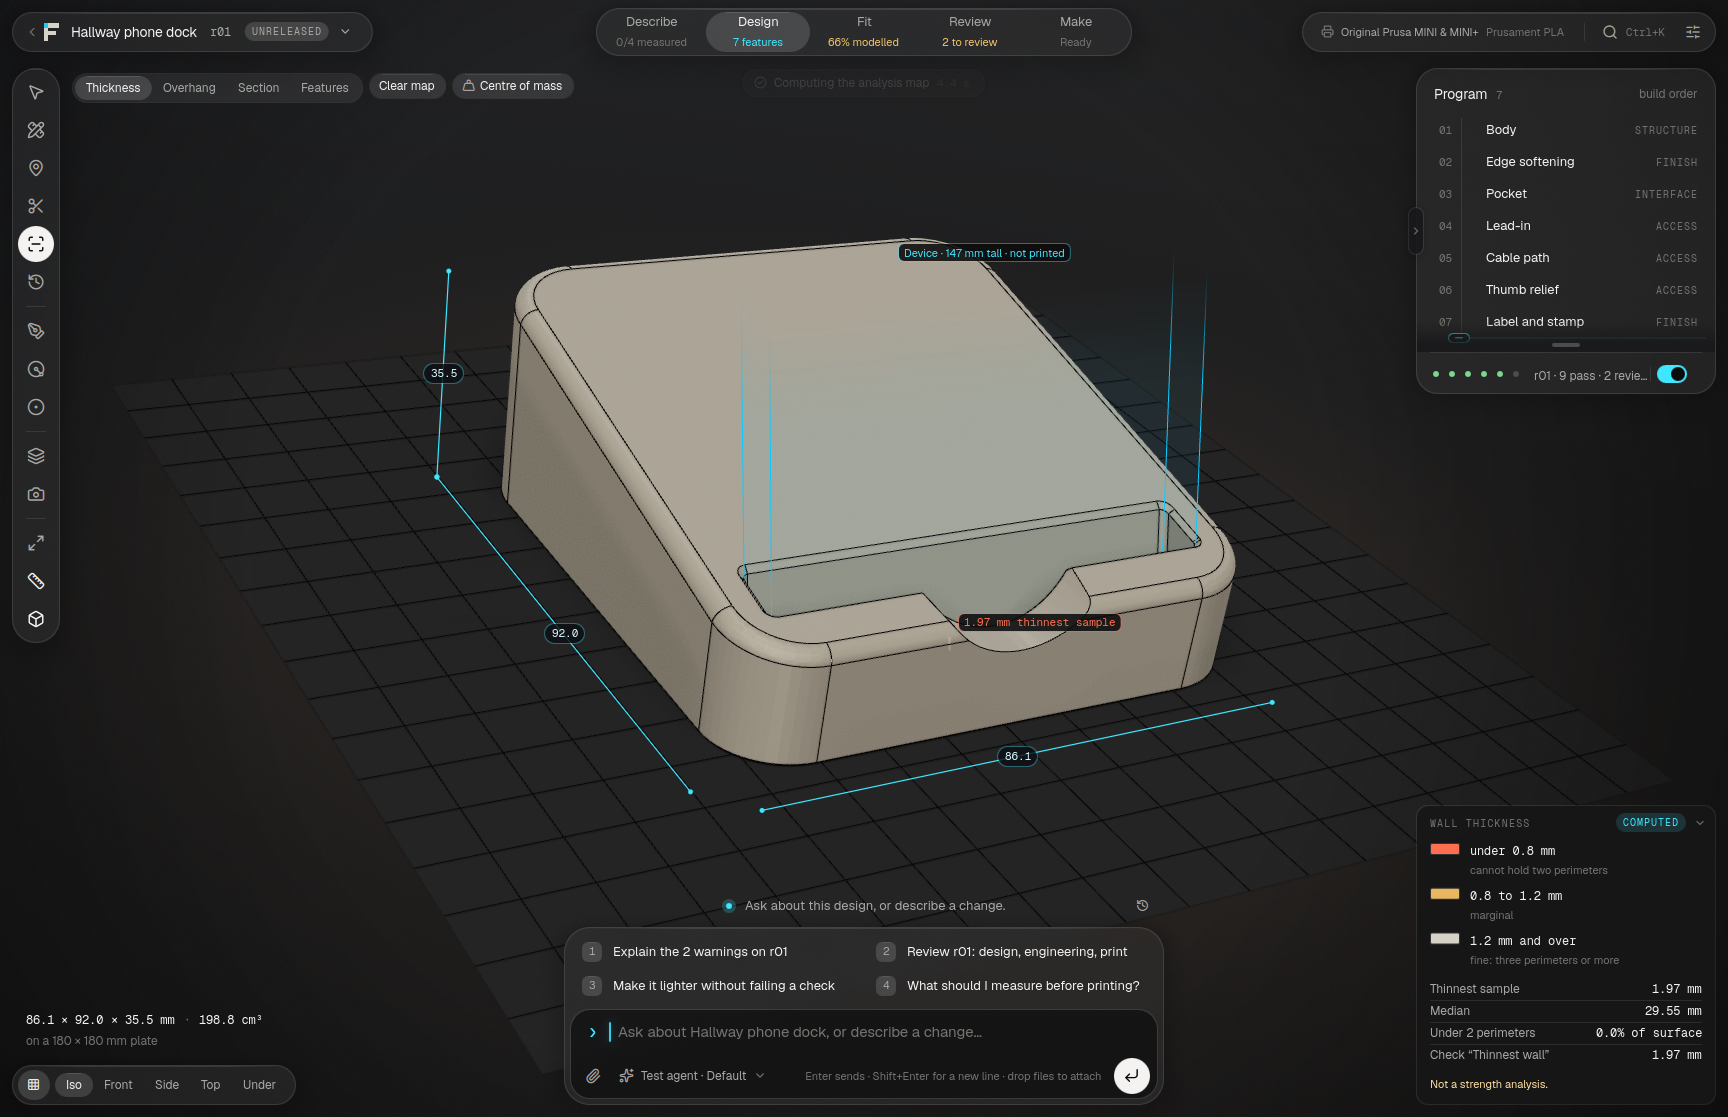 Hallway phone dock r01 UNRELEASED
Describe
0/4 measured
Design
7 features
Fit
66% modelled
Review
2 to review
Make
Ready
Original Prusa MINI & MINI+ Prusament PLA
Ctrl+K
Thickness Overhang Section Features Clear map Centre of mass
Computing the analysis map
Program 7 build order
01 Body STRUCTURE
02 Edge softening FINISH
03 Pocket INTERFACE
04 Lead-in ACCESS
05 Cable path ACCESS
06 Thumb relief ACCESS
07 Label and stamp FINISH
r01 · 9 pass · 2 revie…
Device · 147 mm tall · not printed
35.5
1.97 mm thinnest sample
92.0
86.1
WALL THICKNESS COMPUTED
under 0.8 mm
cannot hold two perimeters
0.8 to 1.2 mm
marginal
1.2 mm and over
fine: three perimeters or more
Thinnest sample 1.97 mm
Median 29.55 mm
Under 2 perimeters 0.0% of surface
Check “Thinnest wall” 1.97 mm
Not a strength analysis.
Ask about this design, or describe a change.
1 Explain the 2 warnings on r01
2 Review r01: design, engineering, print
3 Make it lighter without failing a check
4 What should I measure before printing?
Ask about Hallway phone dock, or describe a change…
Test agent · Default
Enter sends · Shift+Enter for a new line · drop files to attach
86.1 × 92.0 × 35.5 mm · 198.8 cm³
on a 180 × 180 mm plate
Iso Front Side Top Under